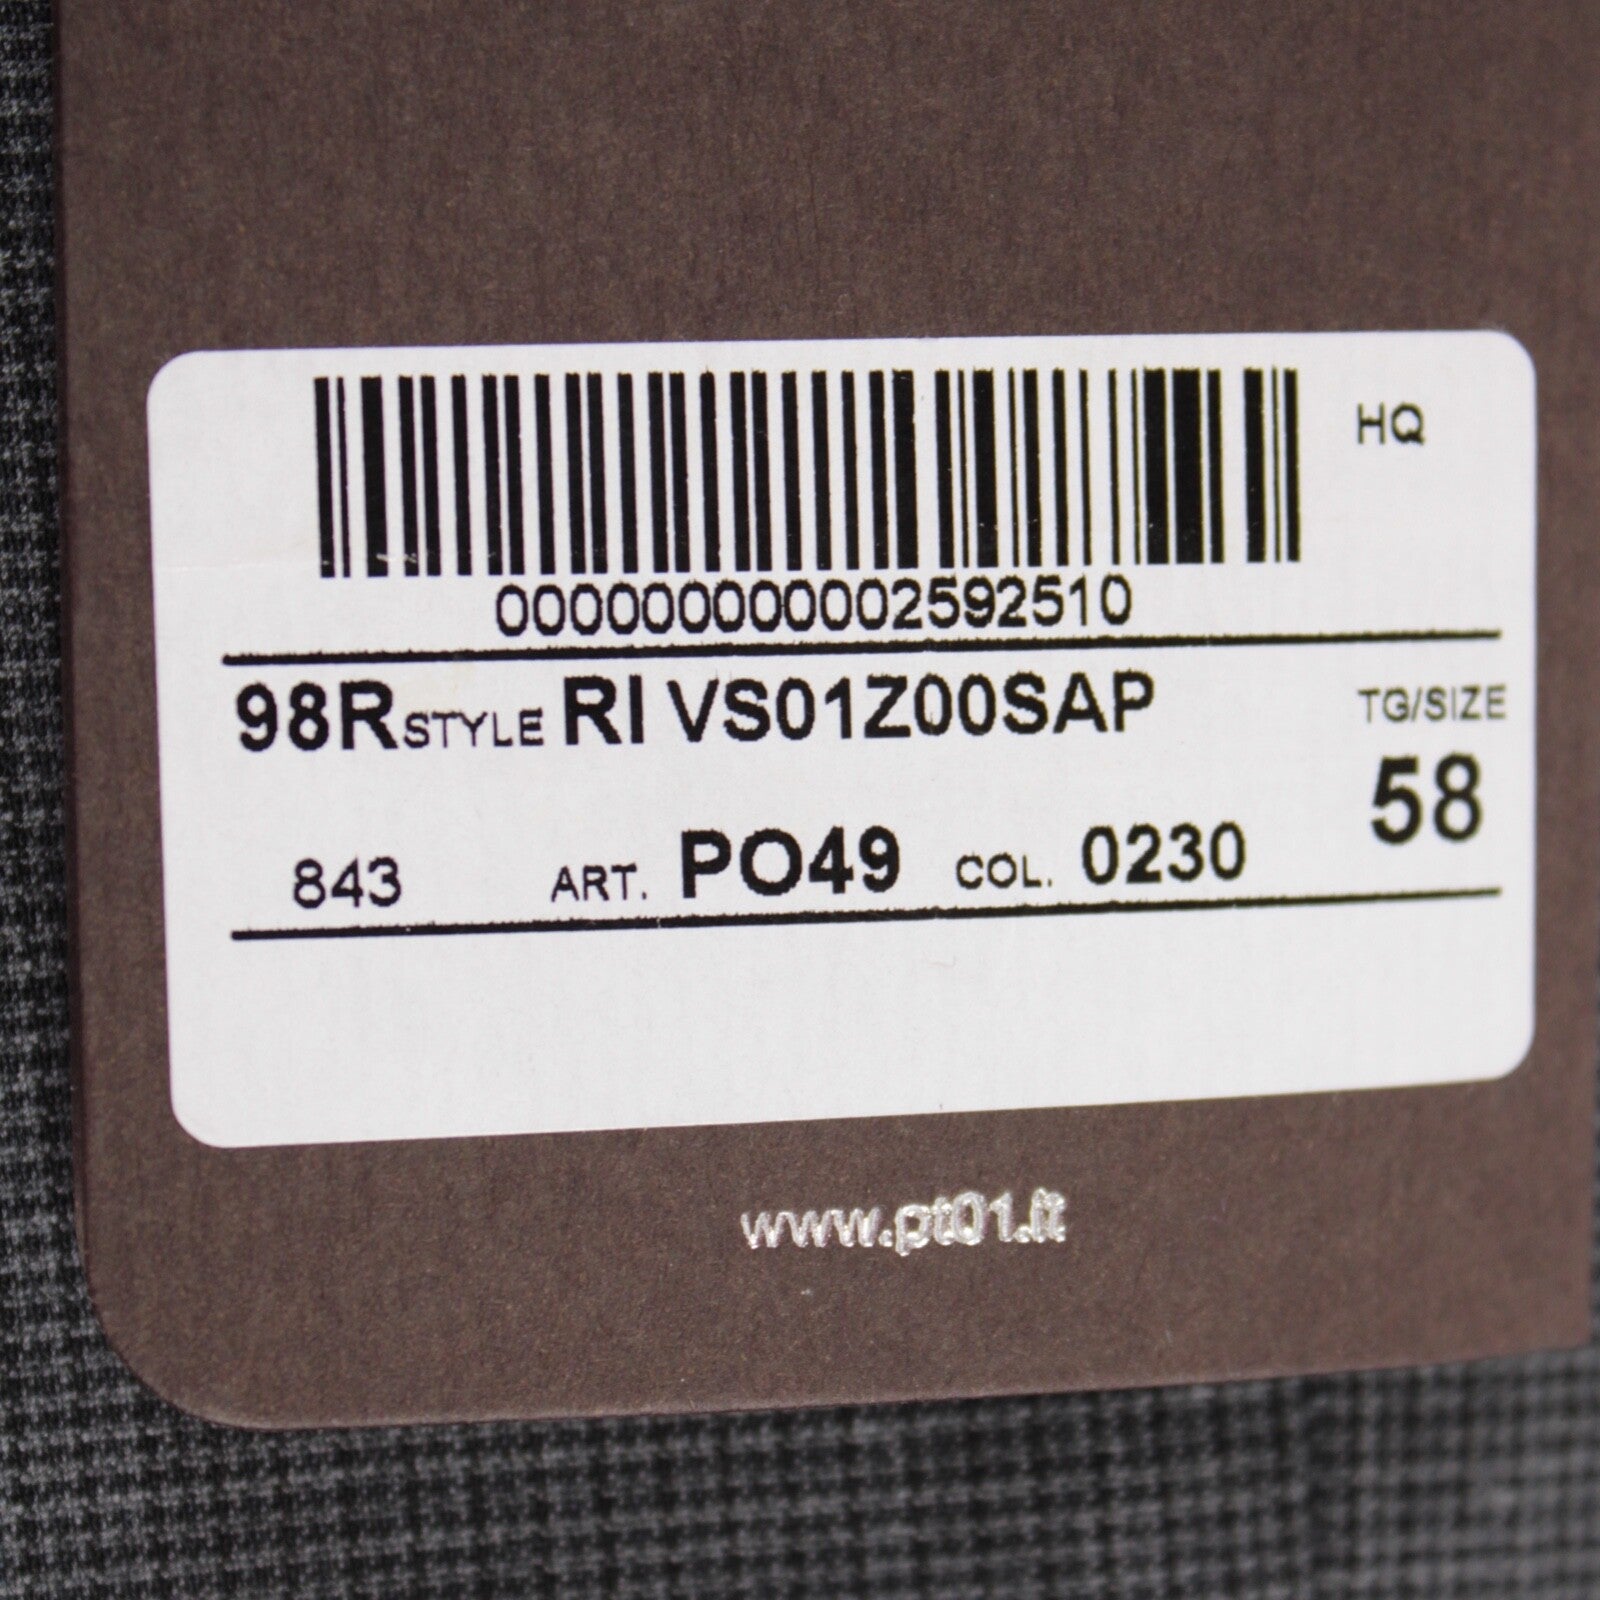 HQ
000000000002592510
98R STYLE RI VS01Z00SAP
TG/SIZE
58
843 ART. PO49 COL. 0230
www.pt01.it